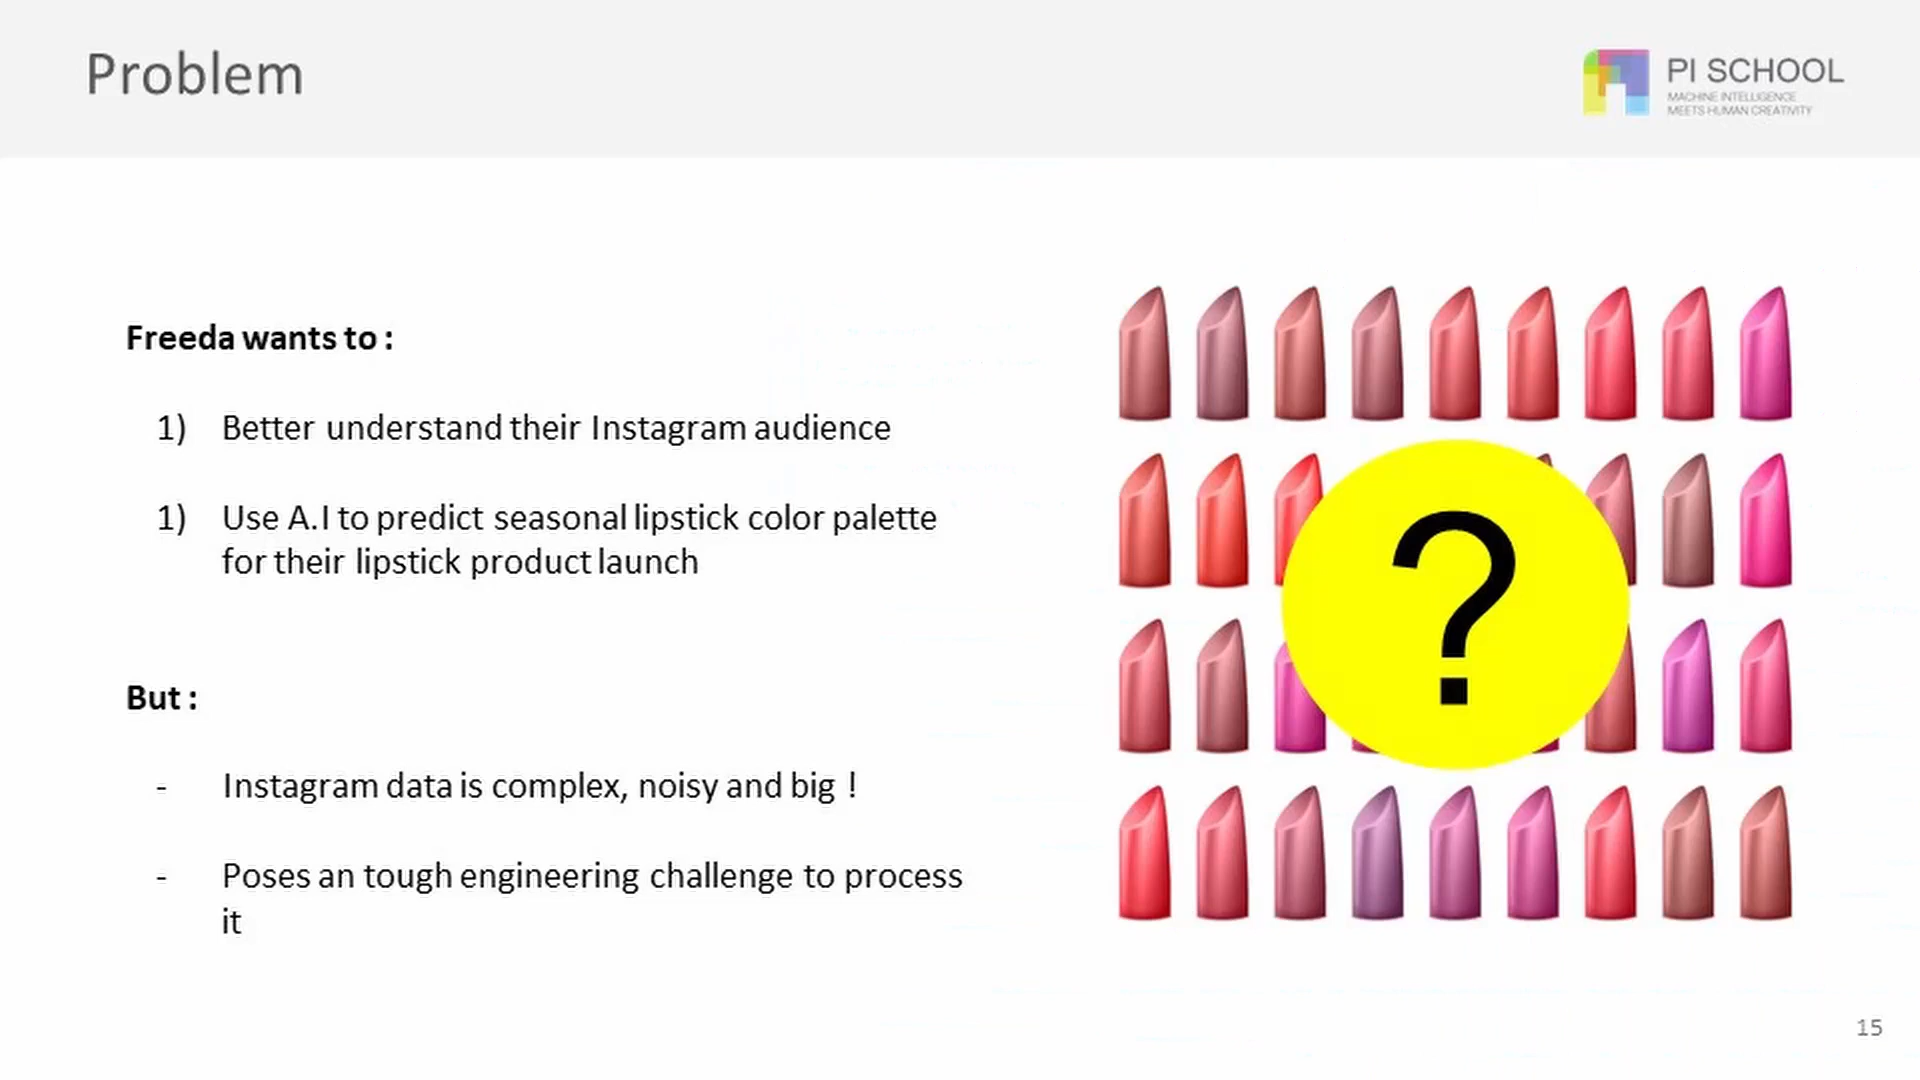 Problem
PI SCHOOL
MACHINE INTELLIGENCE
MEETS HUMAN CREATIVITY
Freeda wants to :
1) Better understand their Instagram audience
1) Use A.I to predict seasonal lipstick color palette
for their lipstick product launch
But :
- Instagram data is complex, noisy and big !
- Poses an tough engineering challenge to process
it
?
15